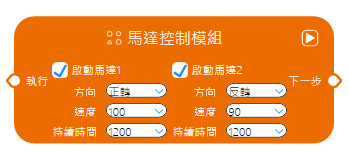 馬達控制模組
執行 啟動馬達1 啟動馬達2 下一步
方向 正轉 方向 反轉
速度 100 速度 90
持續時間 1200 持續時間 1200